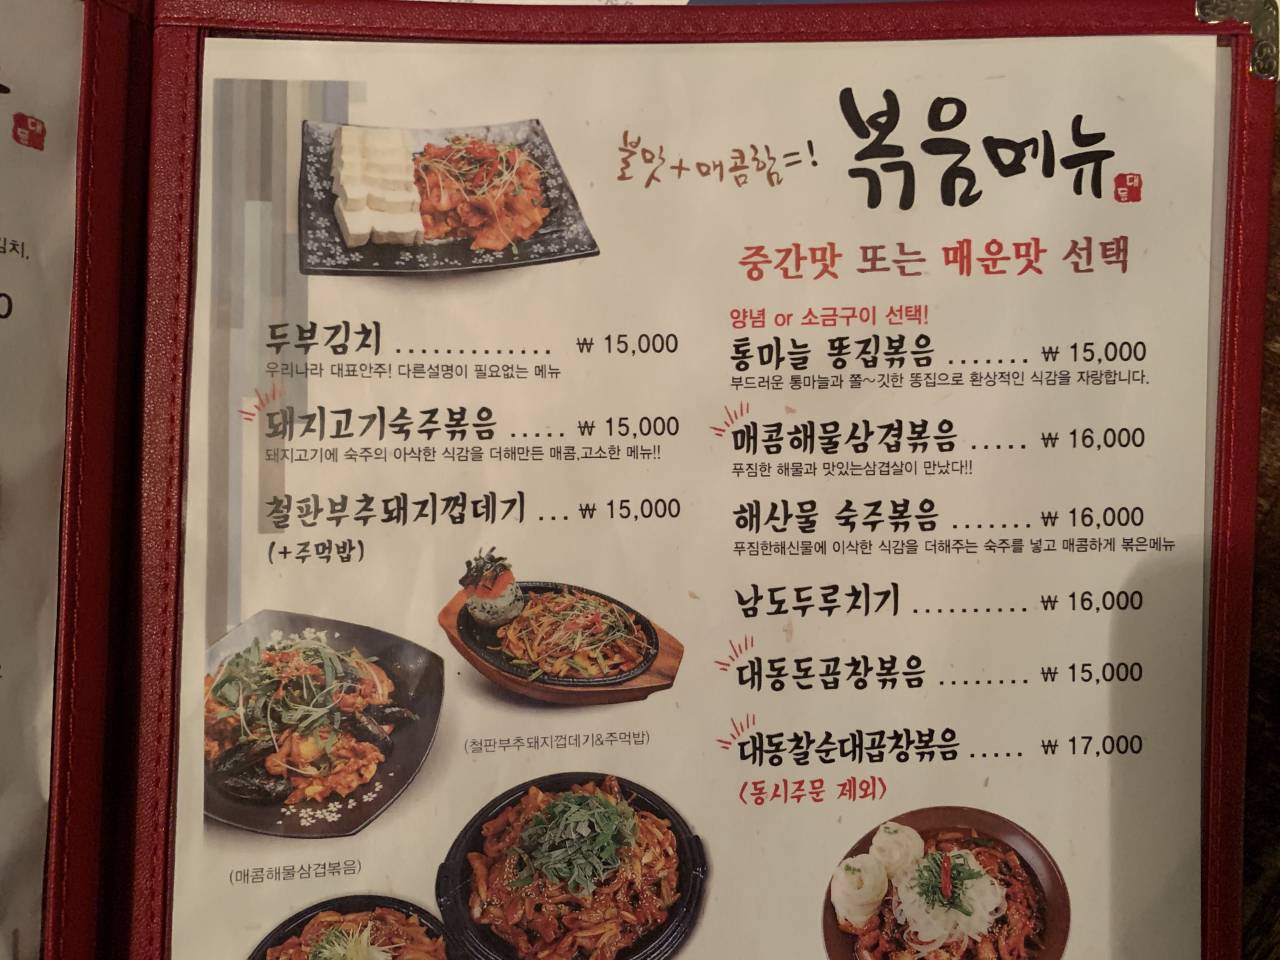 불맛+매콤함=!
볶음메뉴
대동
중간맛 또는 매운맛 선택
두부김치 ............. ₩ 15,000
우리나라 대표안주! 다른설명이 필요없는 메뉴
돼지고기숙주볶음 ..... ₩ 15,000
돼지고기에 숙주의 아삭한 식감을 더해만든 매콤,고소한 메뉴!!
철판부추돼지껍데기 ... ₩ 15,000
(+주먹밥)
(철판부추돼지껍데기&주먹밥)
(매콤해물삼겹볶음)
양념 or 소금구이 선택!
통마늘 똥집볶음 ....... ₩ 15,000
부드러운 통마늘과 쫄~깃한 똥집으로 환상적인 식감을 자랑합니다.
매콤해물삼겹볶음 ..... ₩ 16,000
푸짐한 해물과 맛있는삼겹살이 만났다!!
해산물 숙주볶음 ....... ₩ 16,000
푸짐한해신물에 이삭한 식감을 더해주는 숙주를 넣고 매콤하게 볶은메뉴
남도두루치기 .......... ₩ 16,000
대동돈곱창볶음 ........ ₩ 15,000
대동찰순대곱창볶음 ..... ₩ 17,000
<동시주문 제외>
대동
김치.
0